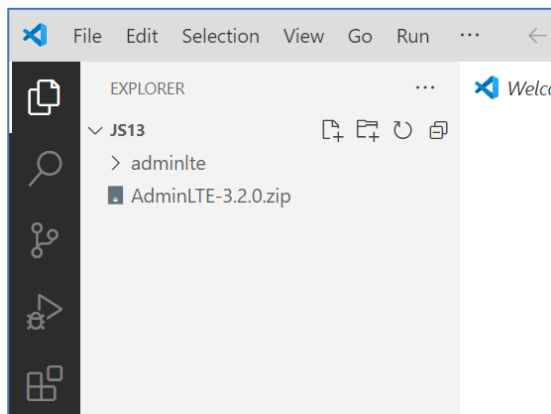 File Edit Selection View Go Run ...
EXPLORER ...
JS13
adminlte
AdminLTE-3.2.0.zip